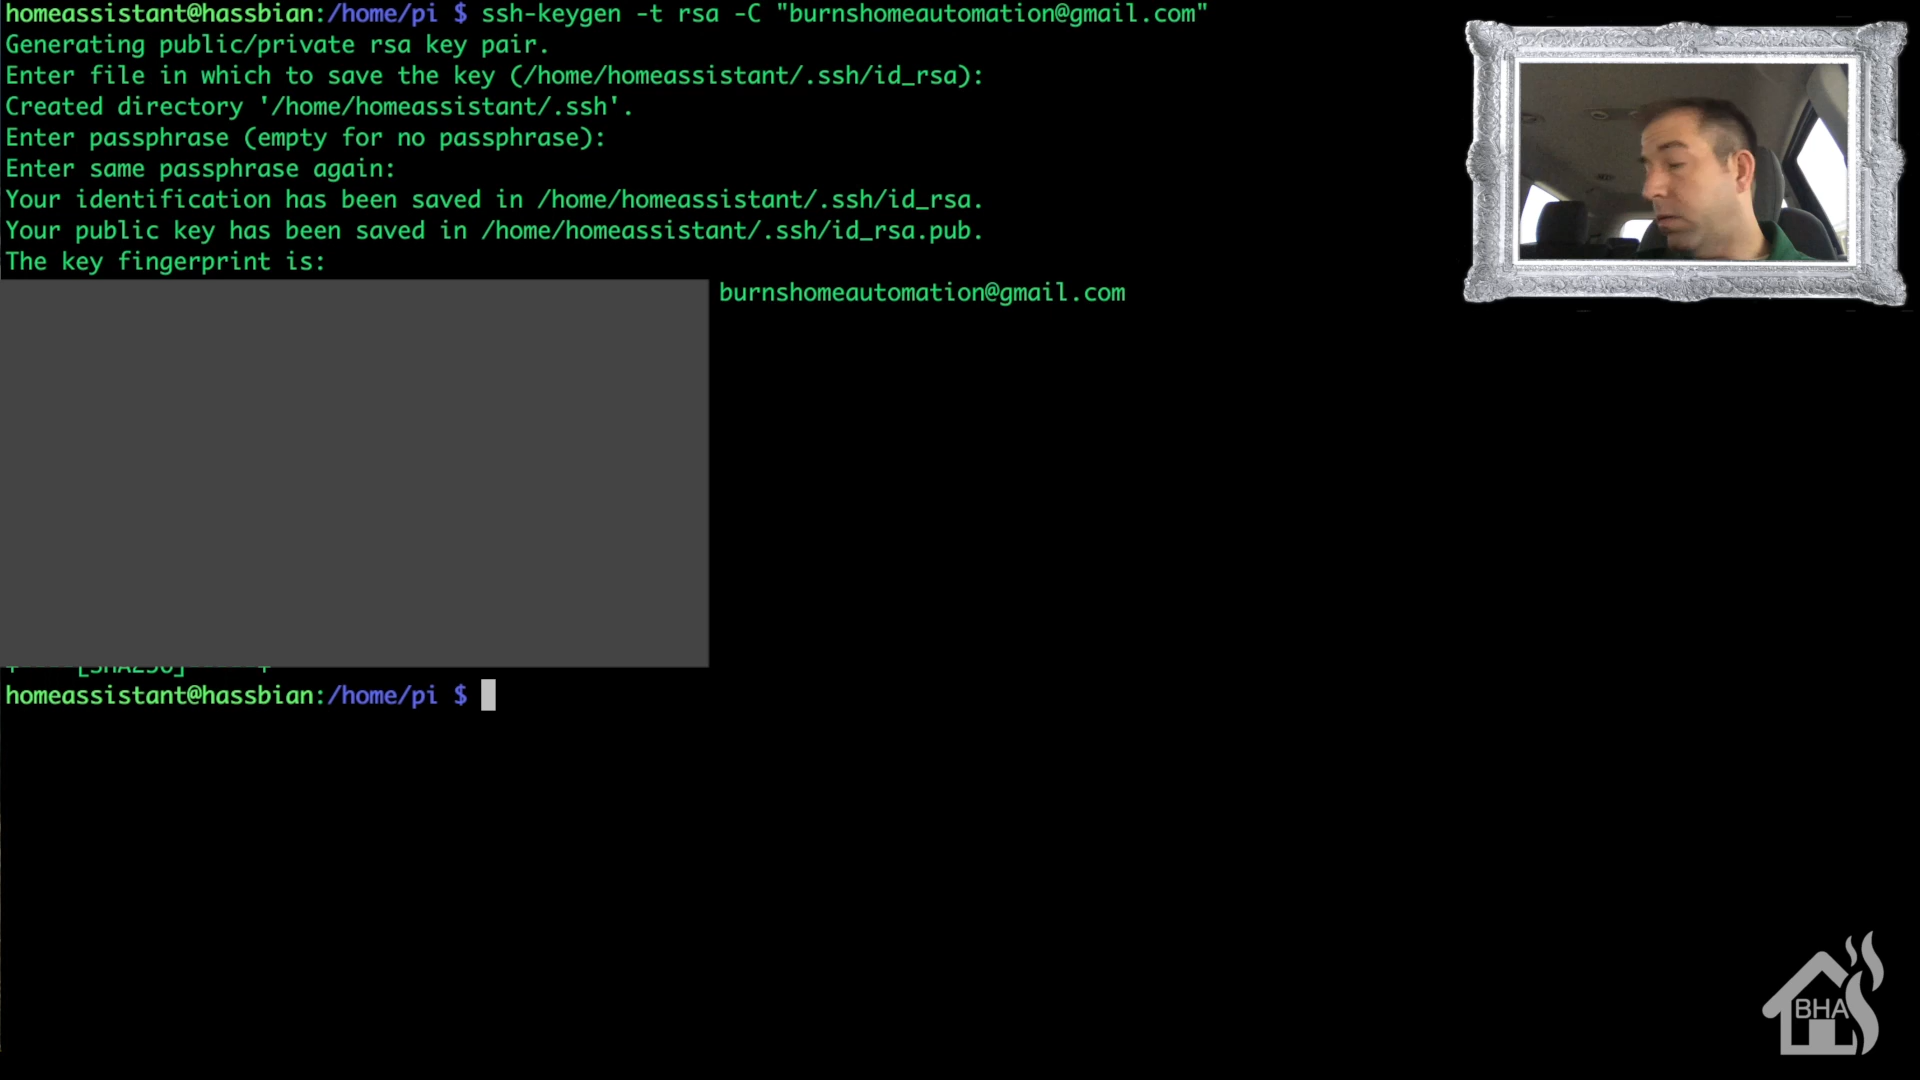 homeassistant@hassbian:/home/pi $ ssh-keygen -t rsa -C "burnshomeautomation@gmail.com"
Generating public/private rsa key pair.
Enter file in which to save the key (/home/homeassistant/.ssh/id_rsa):
Created directory '/home/homeassistant/.ssh'.
Enter passphrase (empty for no passphrase):
Enter same passphrase again:
Your identification has been saved in /home/homeassistant/.ssh/id_rsa.
Your public key has been saved in /home/homeassistant/.ssh/id_rsa.pub.
The key fingerprint is:
burnshomeautomation@gmail.com
homeassistant@hassbian:/home/pi $
BHA